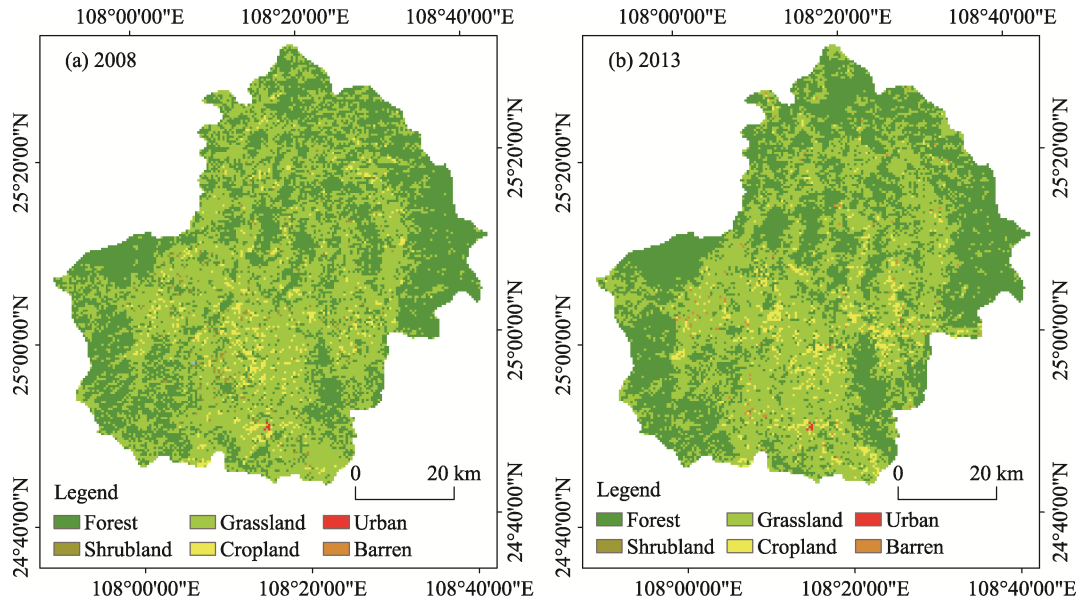 108°00'00"E 108°20'00"E 108°40'00"E
(a) 2008
25°20'00"N
25°00'00"N
24°40'00"N
25°20'00"N
25°00'00"N
24°40'00"N
0 20 km
Legend
Forest Grassland Urban
Shrubland Cropland Barren
108°00'00"E 108°20'00"E 108°40'00"E
108°00'00"E 108°20'00"E 108°40'00"E
(b) 2013
25°20'00"N
25°00'00"N
24°40'00"N
25°20'00"N
25°00'00"N
24°40'00"N
0 20 km
Legend
Forest Grassland Urban
Shrubland Cropland Barren
108°00'00"E 108°20'00"E 108°40'00"E